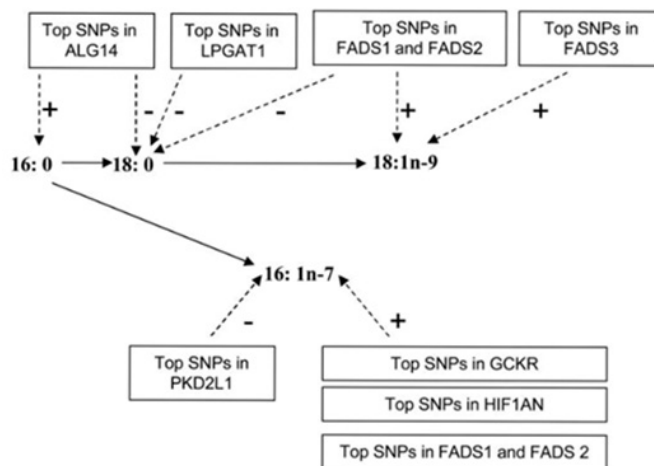 Top SNPs in
ALG14
Top SNPs in
LPGAT1
Top SNPs in
FADS1 and FADS2
Top SNPs in
FADS3
+
-
-
-
+
+
16: 0
18: 0
18:1n-9
16: 1n-7
-
+
Top SNPs in
PKD2L1
Top SNPs in GCKR
Top SNPs in HIF1AN
Top SNPs in FADS1 and FADS 2